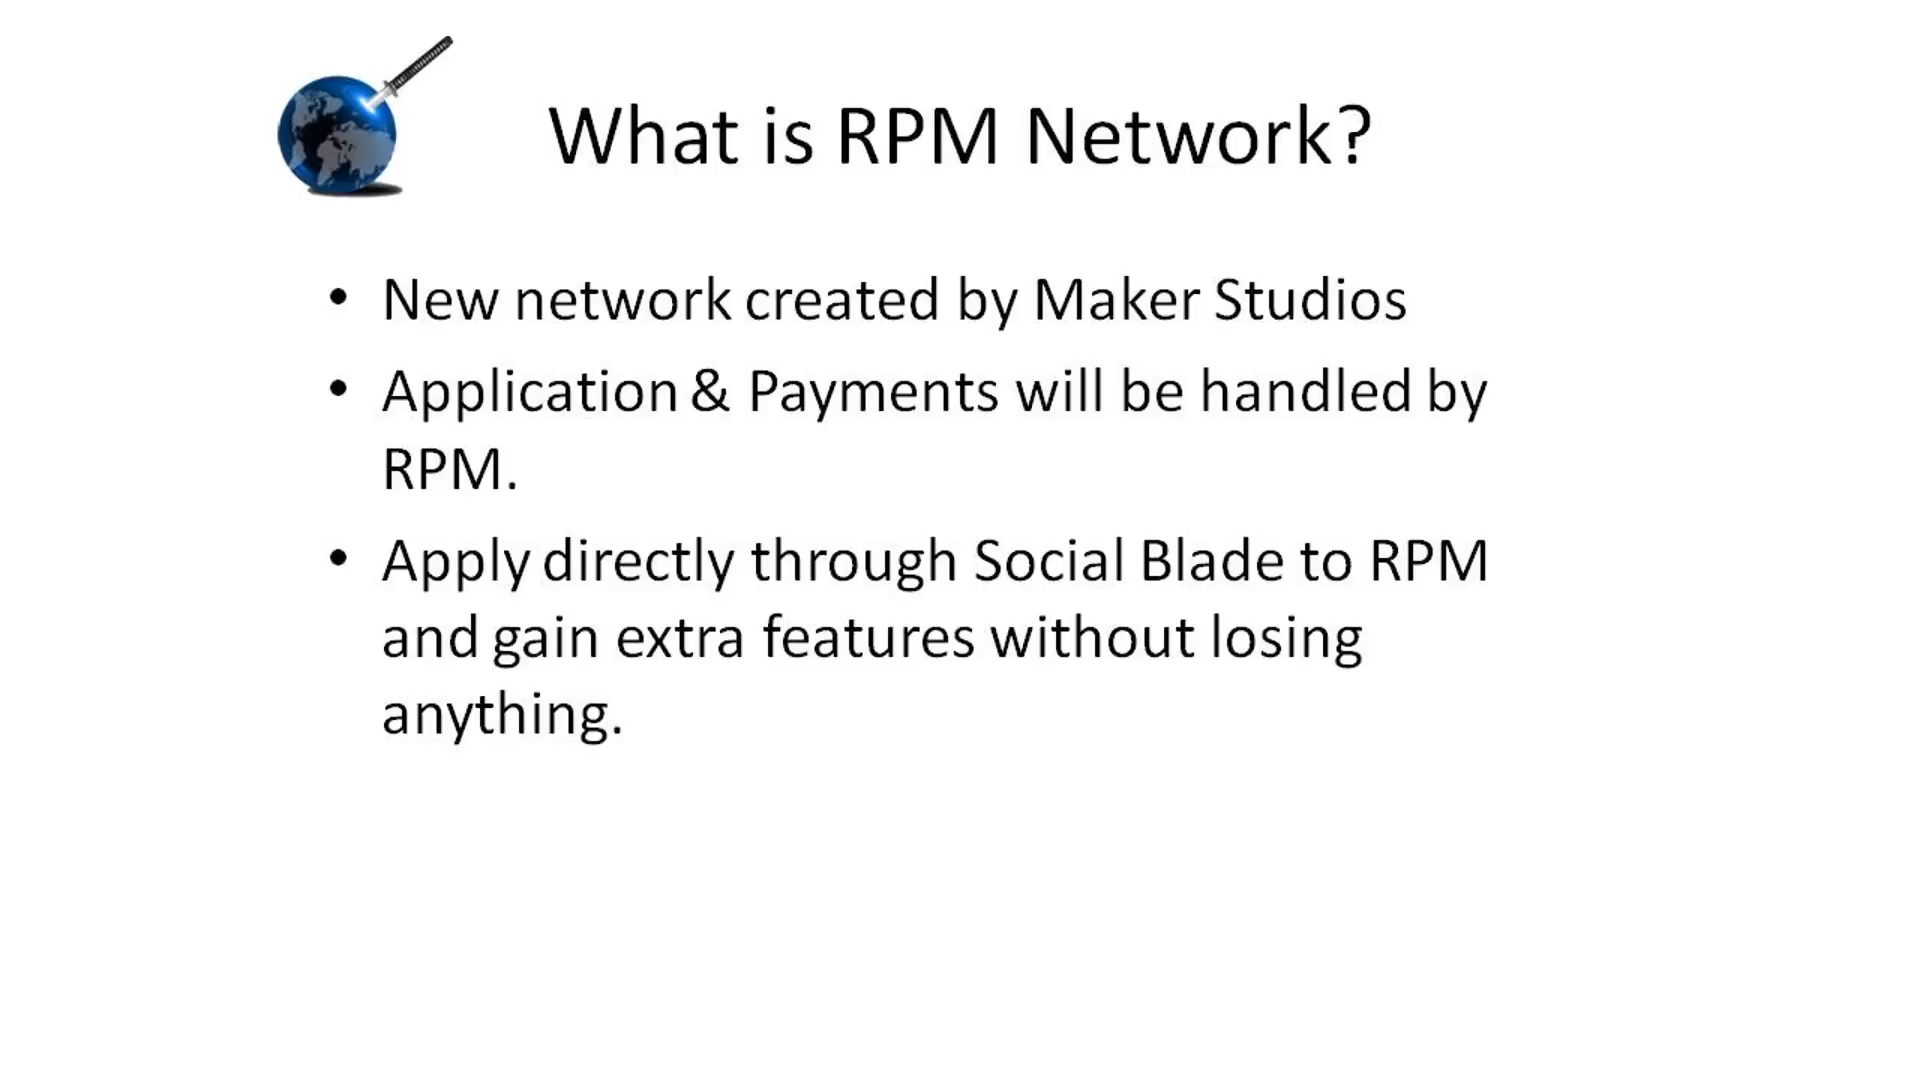 What is RPM Network?
• New network created by Maker Studios
• Application & Payments will be handled by
RPM.
• Apply directly through Social Blade to RPM
and gain extra features without losing
anything.